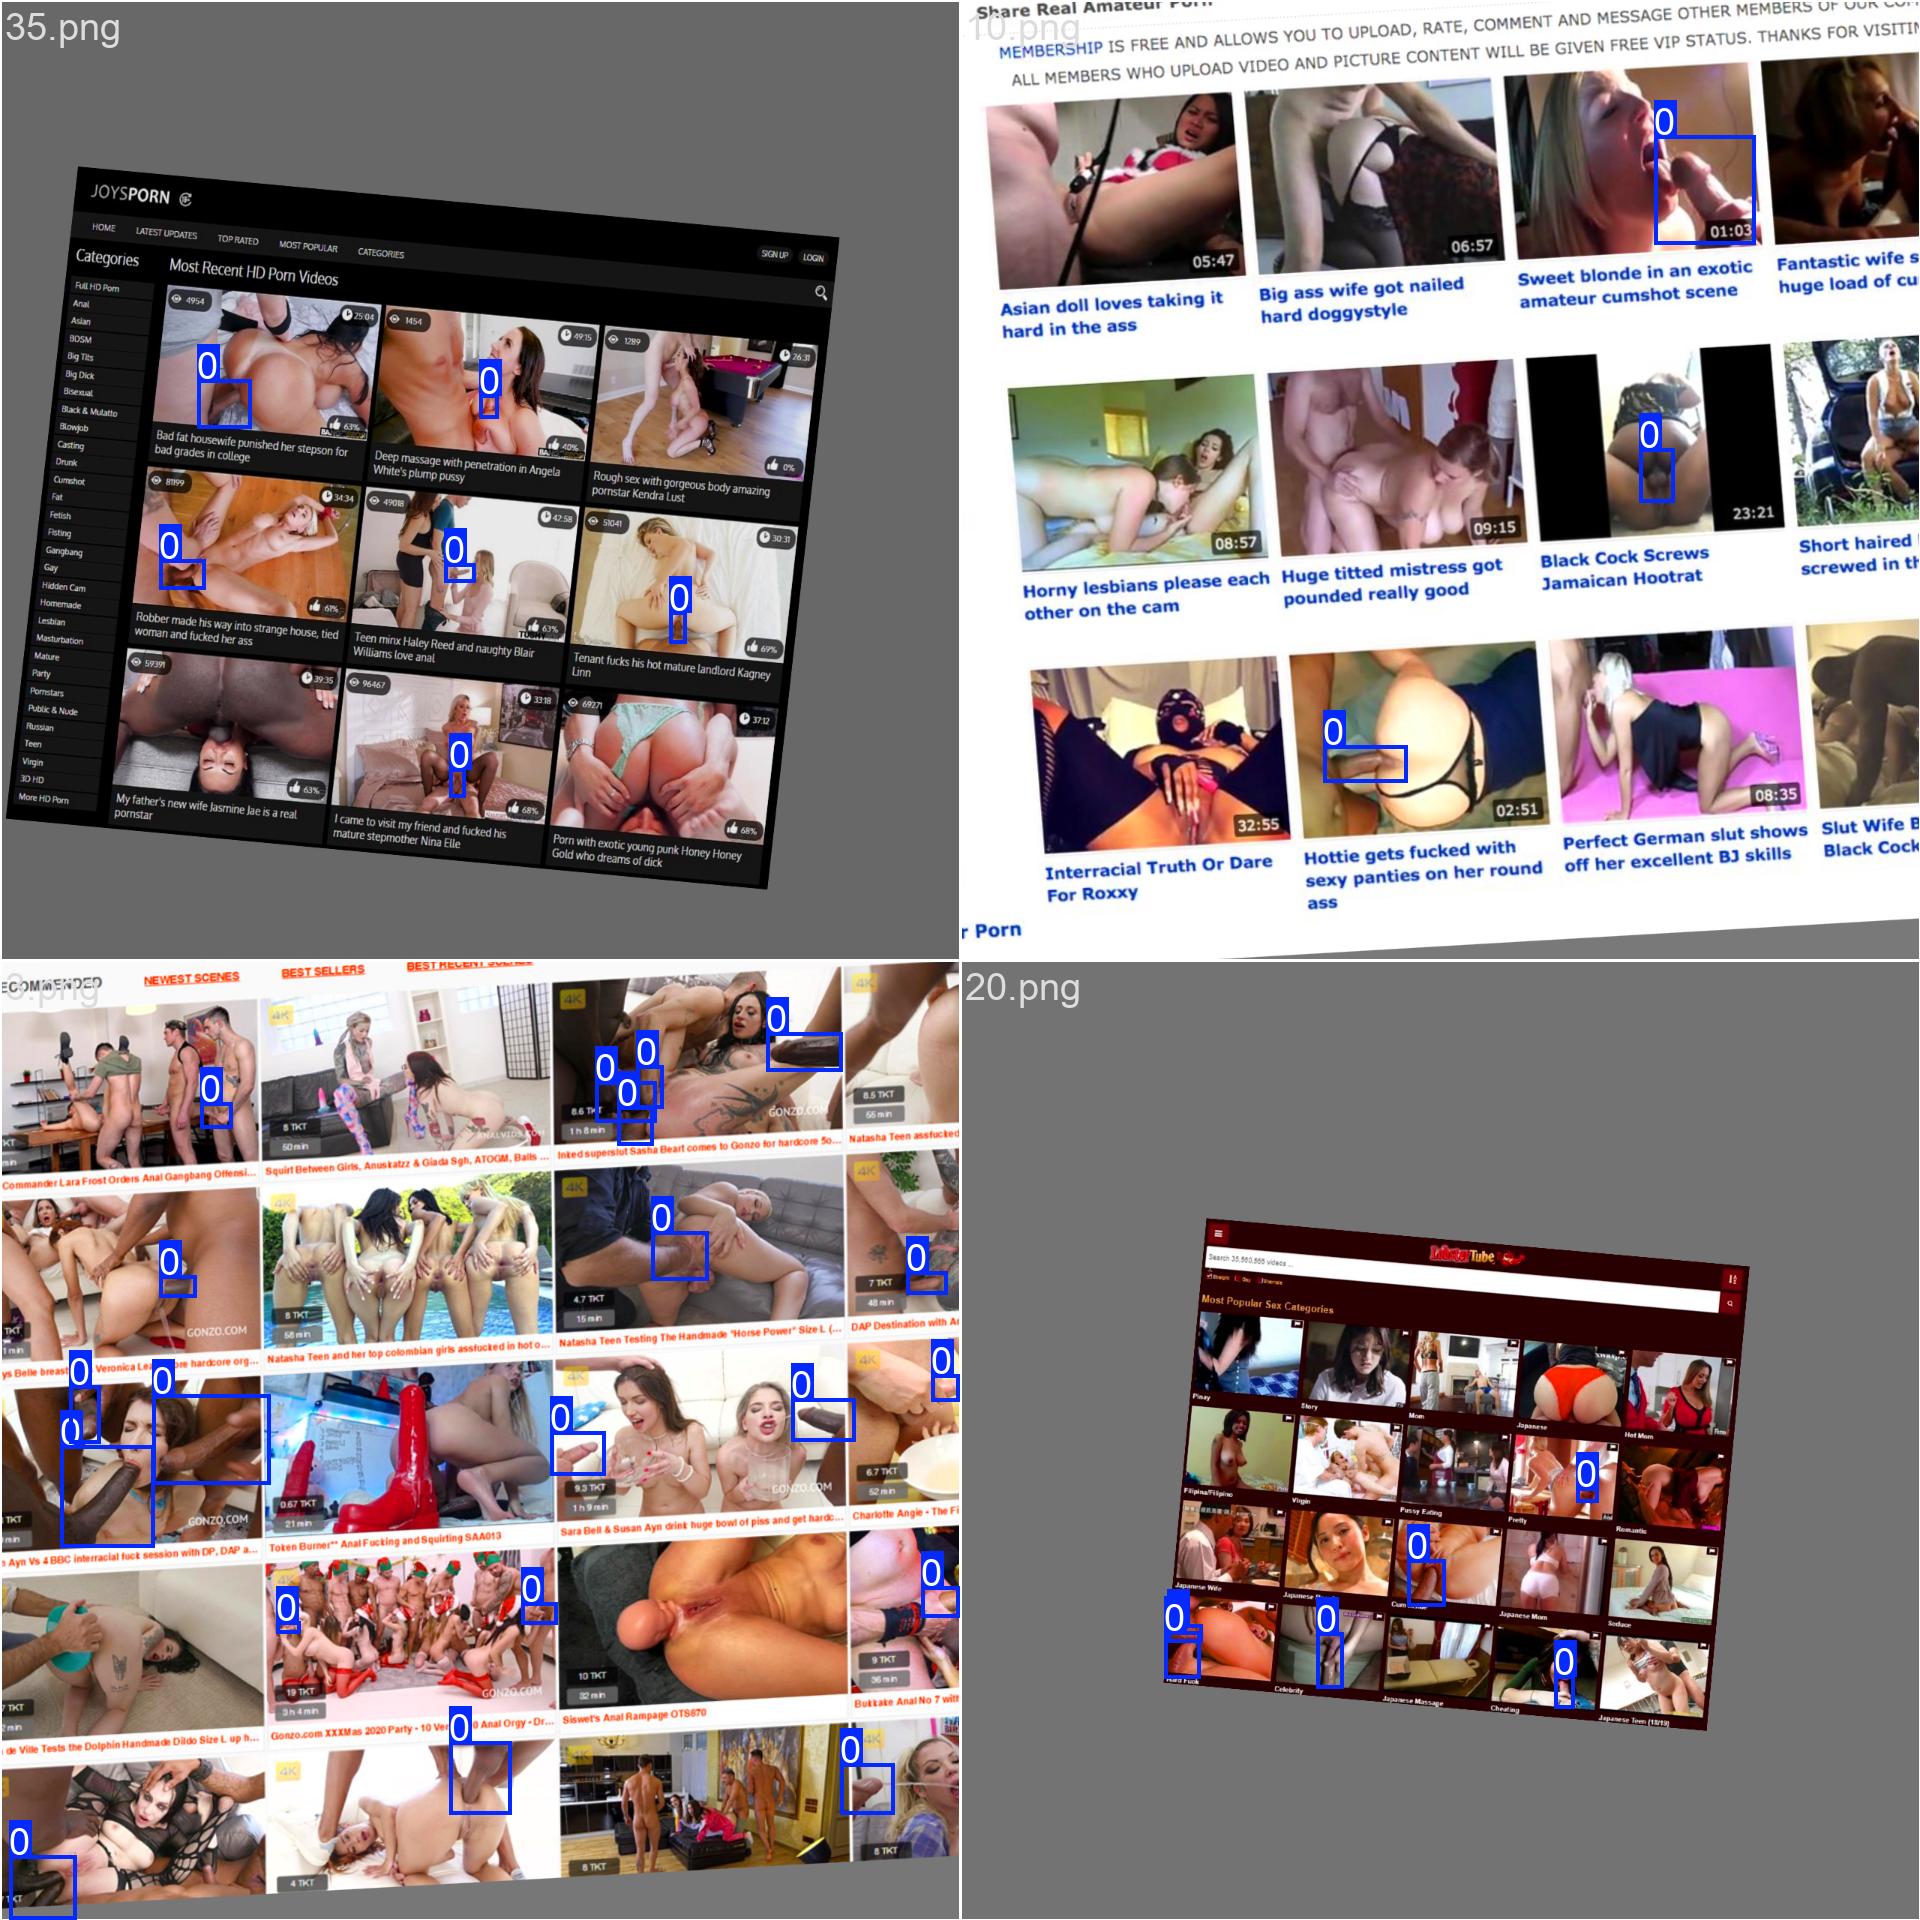 35.png
JOYSPORN
HOME LATEST UPDATES TOP RATED MOST POPULAR CATEGORIES
SIGN UP LOGIN
Categories
Full HD Porn
Anal
Asian
BDSM
Big Tits
Big Dick
Bisexual
Black & Mulatto
Blowjob
Casting
Drunk
Cumshot
Fat
Fetish
Fisting
Gangbang
Gay
Hidden Cam
Homemade
Lesbian
Masturbation
Mature
Party
Pornstars
Public & Nude
Russian
Teen
Virgin
3D HD
More HD Porn
Most Recent HD Porn Videos
4954 25:04
0
63%
Bad fat housewife punished her stepson for
bad grades in college
1454 49:15
0
40%
Deep massage with penetration in Angela
White's plump pussy
1289 26:31
0%
Rough sex with gorgeous body amazing
pornstar Kendra Lust
81199 34:34
0
61%
Robber made his way into strange house, tied
woman and fucked her ass
49018 42:58
0
63%
Teen minx Haley Reed and naughty Blair
Williams love anal
51041 30:31
0
69%
Tenant fucks his hot mature landlord Kagney
Linn
59391 39:35
63%
My father's new wife Jasmine Jae is a real
pornstar
96467 33:18
0
68%
I came to visit my friend and fucked his
mature stepmother Nina Elle
69271 37:12
68%
Porn with exotic young punk Honey Honey
Gold who dreams of dick
10.png
Share Real Amateur Porn
MEMBERSHIP IS FREE AND ALLOWS YOU TO UPLOAD, RATE, COMMENT AND MESSAGE OTHER MEMBERS OF OUR
ALL MEMBERS WHO UPLOAD VIDEO AND PICTURE CONTENT WILL BE GIVEN FREE VIP STATUS. THANKS FOR
05:47
Asian doll loves taking it
hard in the ass
06:57
Big ass wife got nailed
hard doggystyle
0
01:03
Sweet blonde in an exotic
amateur cumshot scene
Fantastic wife s
huge load of cu
08:57
Horny lesbians please each
other on the cam
09:15
Huge titted mistress got
pounded really good
0
23:21
Black Cock Screws
Jamaican Hootrat
Short haired
screwed in th
32:55
Interracial Truth Or Dare
For Roxxy
0
02:51
Hottie gets fucked with
sexy panties on her round
ass
08:35
Perfect German slut shows
off her excellent BJ skills
Slut Wife B
Black Cock
r Porn
3.png
ECOMMENDED NEWEST SCENES BEST SELLERS BEST RECENT SCENES
0
Commander Lara Frost Orders Anal Gangbang Offensi...
4K
8 TKT
50 min
Squirt Between Girls, Anuskatzz & Giada Sgh, ATOGM, Balls ...
4K
0
0
0
0
8.6 TKT
1 h 8 min
GONZO.COM
Inked superslut Sasha Beart comes to Gonzo for hardcore 5o...
4K
8.5 TKT
55 min
Natasha Teen assfucked
0
GONZO.COM
4K
8 TKT
58 min
Natasha Teen and her top colombian girls assfucked in hot o...
4K
0
4.7 TKT
15 min
Natasha Teen Testing The Handmade "Horse Power" Size L (...
4K
0
7 TKT
48 min
DAP Destination with
0
0
0
GONZO.COM
Ayn Vs 4 BBC interracial fuck session with DP, DAP a...
0.67 TKT
21 min
Token Burner** Anal Fucking and Squirting SAA013
0
0
9.3 TKT
1 h 9 min
GONZO.COM
Sara Bell & Susan Ayn drink huge bowl of piss and get hardc...
4K
0
6.7 TKT
52 min
Charlotte Angie - The Fi
de Ville Tests the Dolphin Handmade Dildo Size L up h...
4K
0
0
19 TKT
3 h 4 min
GONZO.COM
Gonzo.com XXXMas 2020 Party - 10 Ver 0 Anal Orgy - Dr...
10 TKT
32 min
Siswet's Anal Rampage OTS670
0
9 TKT
36 min
Bukkake Anal No 7 with
0
4K
0
4 TKT
4K
8 TKT
0
4K
8 TKT
20.png
LobsterTube
Search 35,560,555 videos ...
Most Popular Sex Categories
Pinay
Story
Mom
Japanese
Hot Mom
Filipina/Filipino
Virgin
Pussy Eating
0
Pretty
Romantic
Japanese Wife
0
Japanese Mom
Seduce
0
Hard Fuck
0
Celebrity
Japanese Massage
0
Cheating
Japanese Teen (18/19)